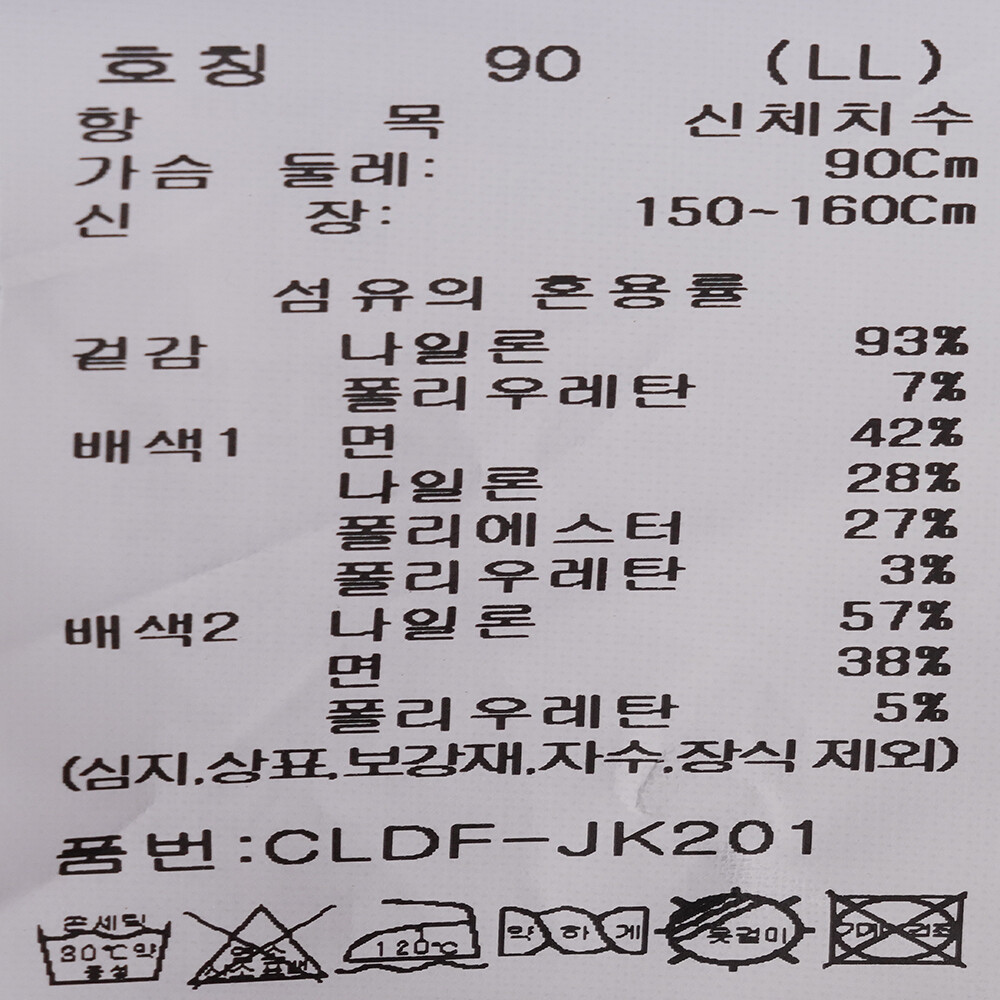 호칭 90 (LL)
항 목 신체치수
가슴 둘레: 90Cm
신 장: 150~160Cm
섬유의 혼용률
겉감 나일론 93%
폴리우레탄 7%
배색1 면 42%
나일론 28%
폴리에스터 27%
폴리우레탄 3%
배색2 나일론 57%
면 38%
폴리우레탄 5%
(심지.상표.보강재.자수.장식 제외)
품번:CLDF-JK201
손세탁
30℃약 120℃ 약하게 옷걸이
중성